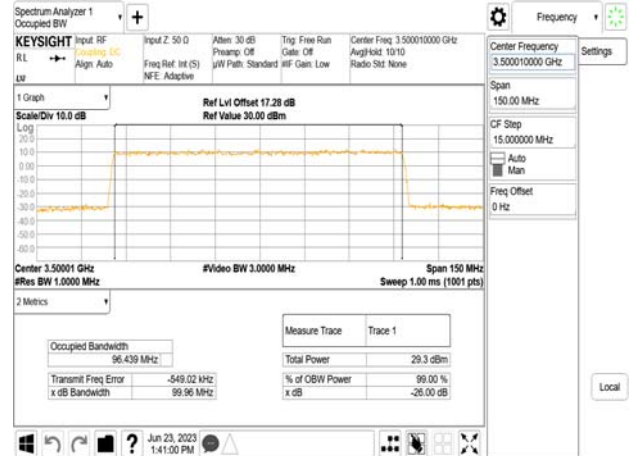 Spectrum Analyzer 1
Occupied BW
+
Frequency
KEYSIGHT
Input: RF
Coupling: DC
Align: Auto
Input Z: 50 Ω
Freq Ref: Int (S)
NFE: Adaptive
Atten: 30 dB
Preamp: Off
µW Path: Standard
Trig: Free Run
Gate: Off
#IF Gain: Low
Center Freq: 3.500010000 GHz
Avg|Hold: 10/10
Radio Std: None
RL
LV
Center Frequency
3.500010000 GHz
Settings
Span
150.00 MHz
CF Step
15.000000 MHz
Auto
Man
Freq Offset
0 Hz
Local
1 Graph
Scale/Div 10.0 dB
Ref Lvl Offset 17.28 dB
Ref Value 30.00 dBm
Log
20.0
10.0
0.00
-10.0
-20.0
-30.0
-40.0
-50.0
-60.0
Center 3.50001 GHz
#Video BW 3.0000 MHz
Span 150 MHz
#Res BW 1.0000 MHz
Sweep 1.00 ms (1001 pts)
2 Metrics
Measure Trace
Trace 1
Occupied Bandwidth
96.439 MHz
Total Power
29.3 dBm
Transmit Freq Error
-549.02 kHz
% of OBW Power
99.00 %
x dB Bandwidth
99.96 MHz
x dB
-26.00 dB
?
Jun 23, 2023
1:41:00 PM